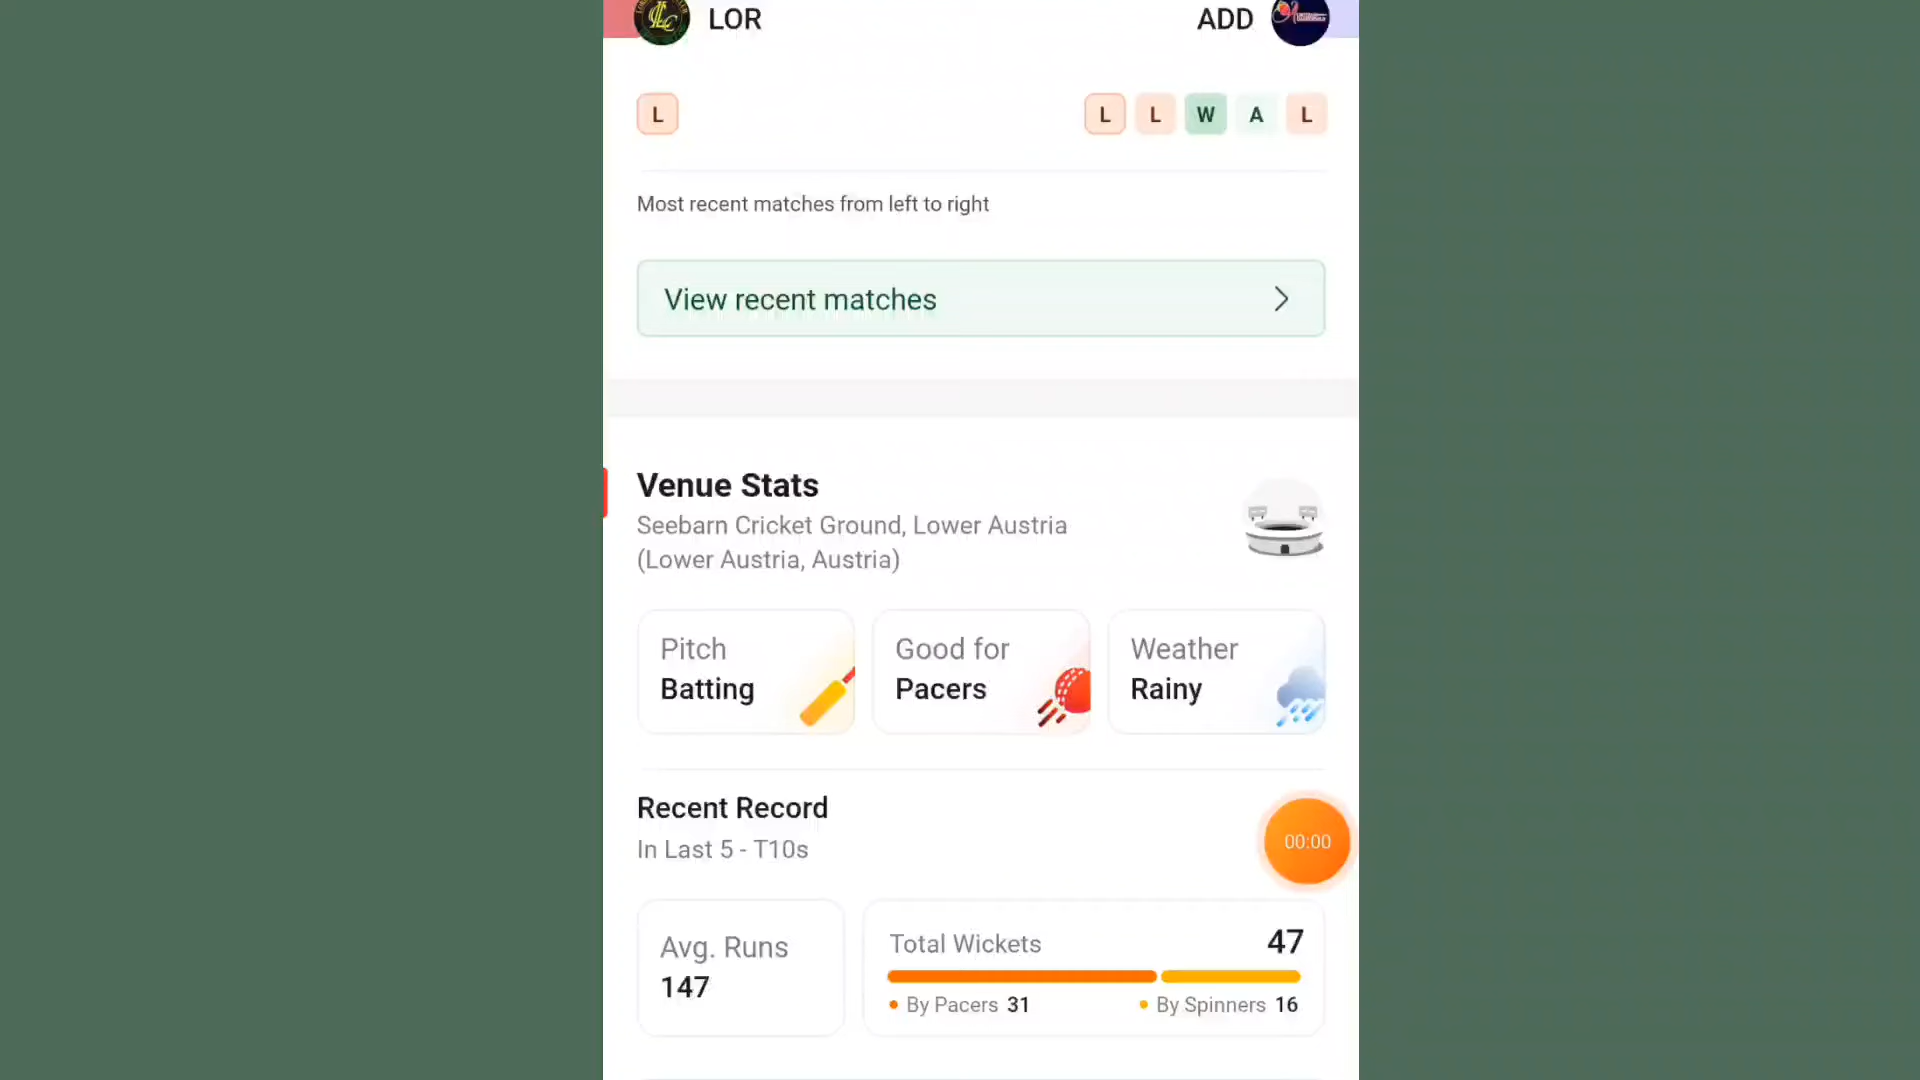 LOR
ADD
L
L L W A L
Most recent matches from left to right
View recent matches
Venue Stats
Seebarn Cricket Ground, Lower Austria
(Lower Austria, Austria)
Pitch
Batting
Good for
Pacers
Weather
Rainy
Recent Record
In Last 5 - T10s
00:00
Avg. Runs
147
Total Wickets 47
By Pacers 31
By Spinners 16